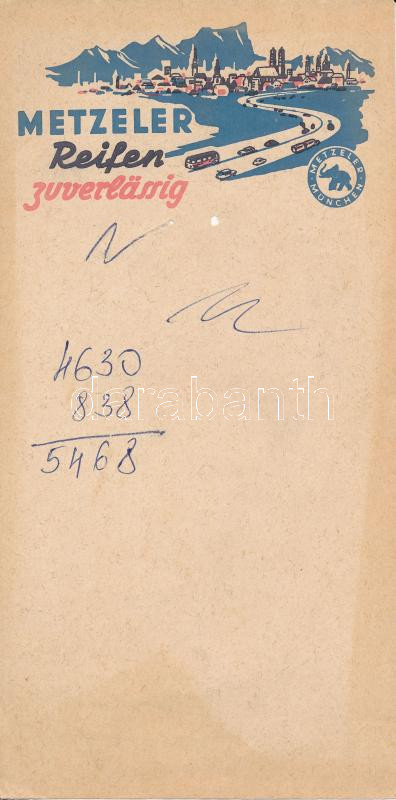 METZELER
Reifen
zuverlässig
METZELER
MÜNCHEN
4630
838
5468
darabanth